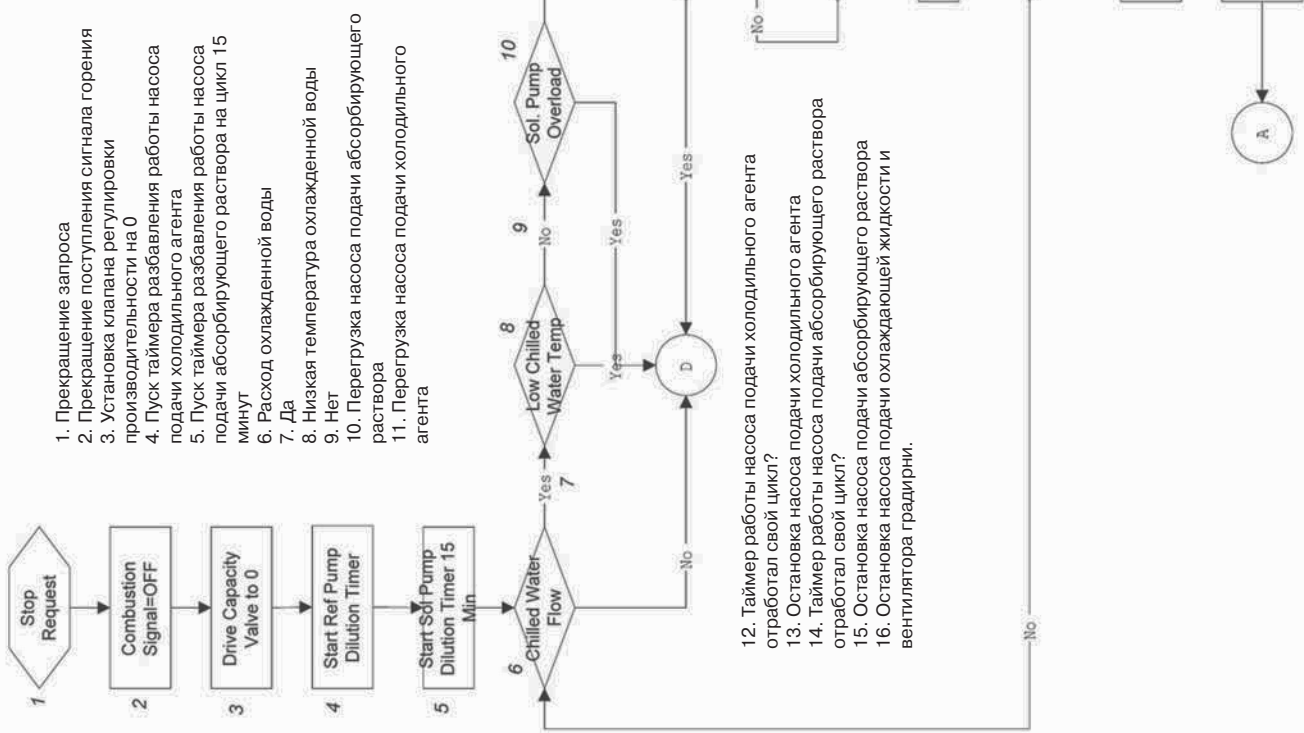 Stop
Request
1
Combustion
Signal=OFF
2
Drive Capacity
Valve to 0
3
Start Ref Pump
Dilution Timer
4
Start Sol Pump
Dilution Timer 15
Min
5
Chilled Water
Flow
6
Yes
7
No
Low Chilled
Water Temp
8
No
9
Yes
Sol. Pump
Overload
10
Yes
Yes
D
No
No
A
1. Прекращение запроса
2. Прекращение поступления сигнала горения
3. Установка клапана регулировки
производительности на 0
4. Пуск таймера разбавления работы насоса
подачи холодильного агента
5. Пуск таймера разбавления работы насоса
подачи абсорбирующего раствора на цикл 15
минут
6. Расход охлажденной воды
7. Да
8. Низкая температура охлажденной воды
9. Нет
10. Перегрузка насоса подачи абсорбирующего
раствора
11. Перегрузка насоса подачи холодильного
агента
12. Таймер работы насоса подачи холодильного агента
отработал свой цикл?
13. Остановка насоса подачи холодильного агента
14. Таймер работы насоса подачи абсорбирующего раствора
отработал свой цикл?
15. Остановка насоса подачи абсорбирующего раствора
16. Остановка насоса подачи охлаждающей жидкости и
вентилятора градирни.